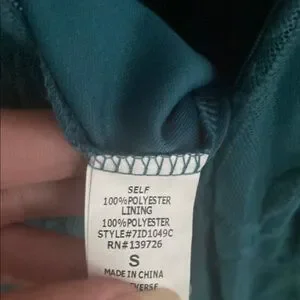 SELF
100%POLYESTER
LINING
100%POLYESTER
STYLE#7ID1049C
RN#139726
S
MADE IN CHINA